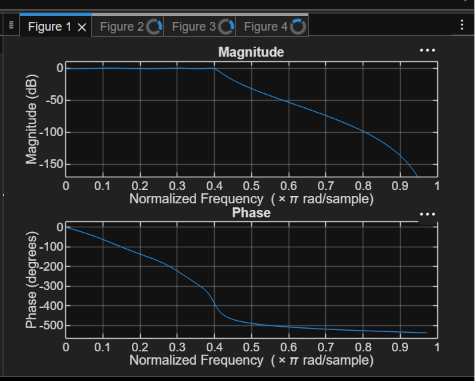 Figure 1 × Figure 2 Figure 3 Figure 4
Magnitude
Magnitude (dB)
0
-50
-100
-150
0 0.1 0.2 0.3 0.4 0.5 0.6 0.7 0.8 0.9 1
Normalized Frequency (×π rad/sample)
Phase
Phase (degrees)
0
-100
-200
-300
-400
-500
0 0.1 0.2 0.3 0.4 0.5 0.6 0.7 0.8 0.9 1
Normalized Frequency (×π rad/sample)